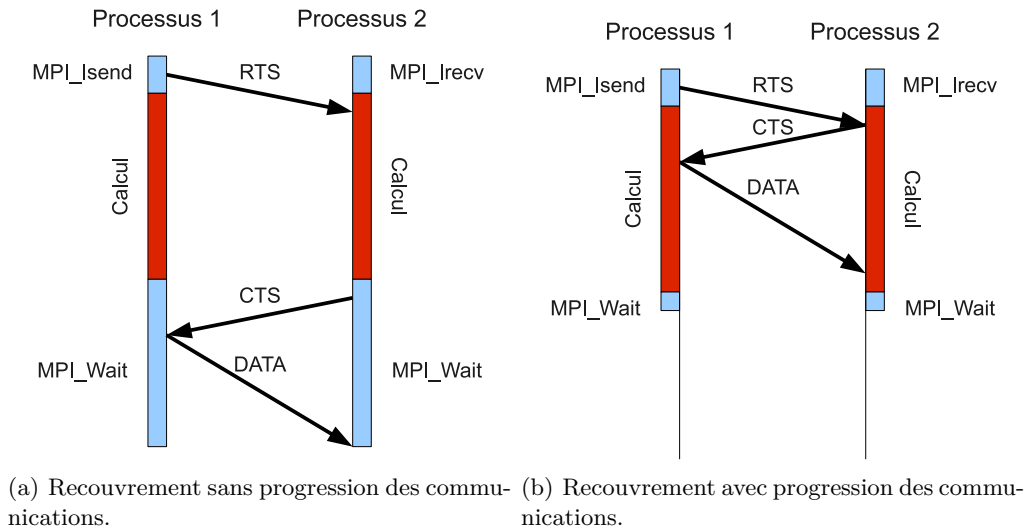 Processus 1
Processus 2
MPI_Isend
RTS
MPI_Irecv
Calcul
Calcul
CTS
DATA
MPI_Wait
MPI_Wait
(a) Recouvrement sans progression des commu-
nications.
Processus 1
Processus 2
MPI_Isend
RTS
MPI_Irecv
CTS
DATA
Calcul
Calcul
MPI_Wait
MPI_Wait
(b) Recouvrement avec progression des commu-
nications.